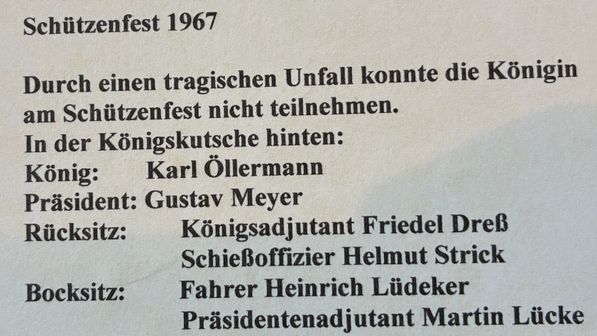 Schützenfest 1967
Durch einen tragischen Unfall konnte die Königin
am Schützenfest nicht teilnehmen.
In der Königskutsche hinten:
König: Karl Öllermann
Präsident: Gustav Meyer
Rücksitz: Königsadjutant Friedel Dreß
Schießoffizier Helmut Strick
Bocksitz: Fahrer Heinrich Lüdeker
Präsidentenadjutant Martin Lücke